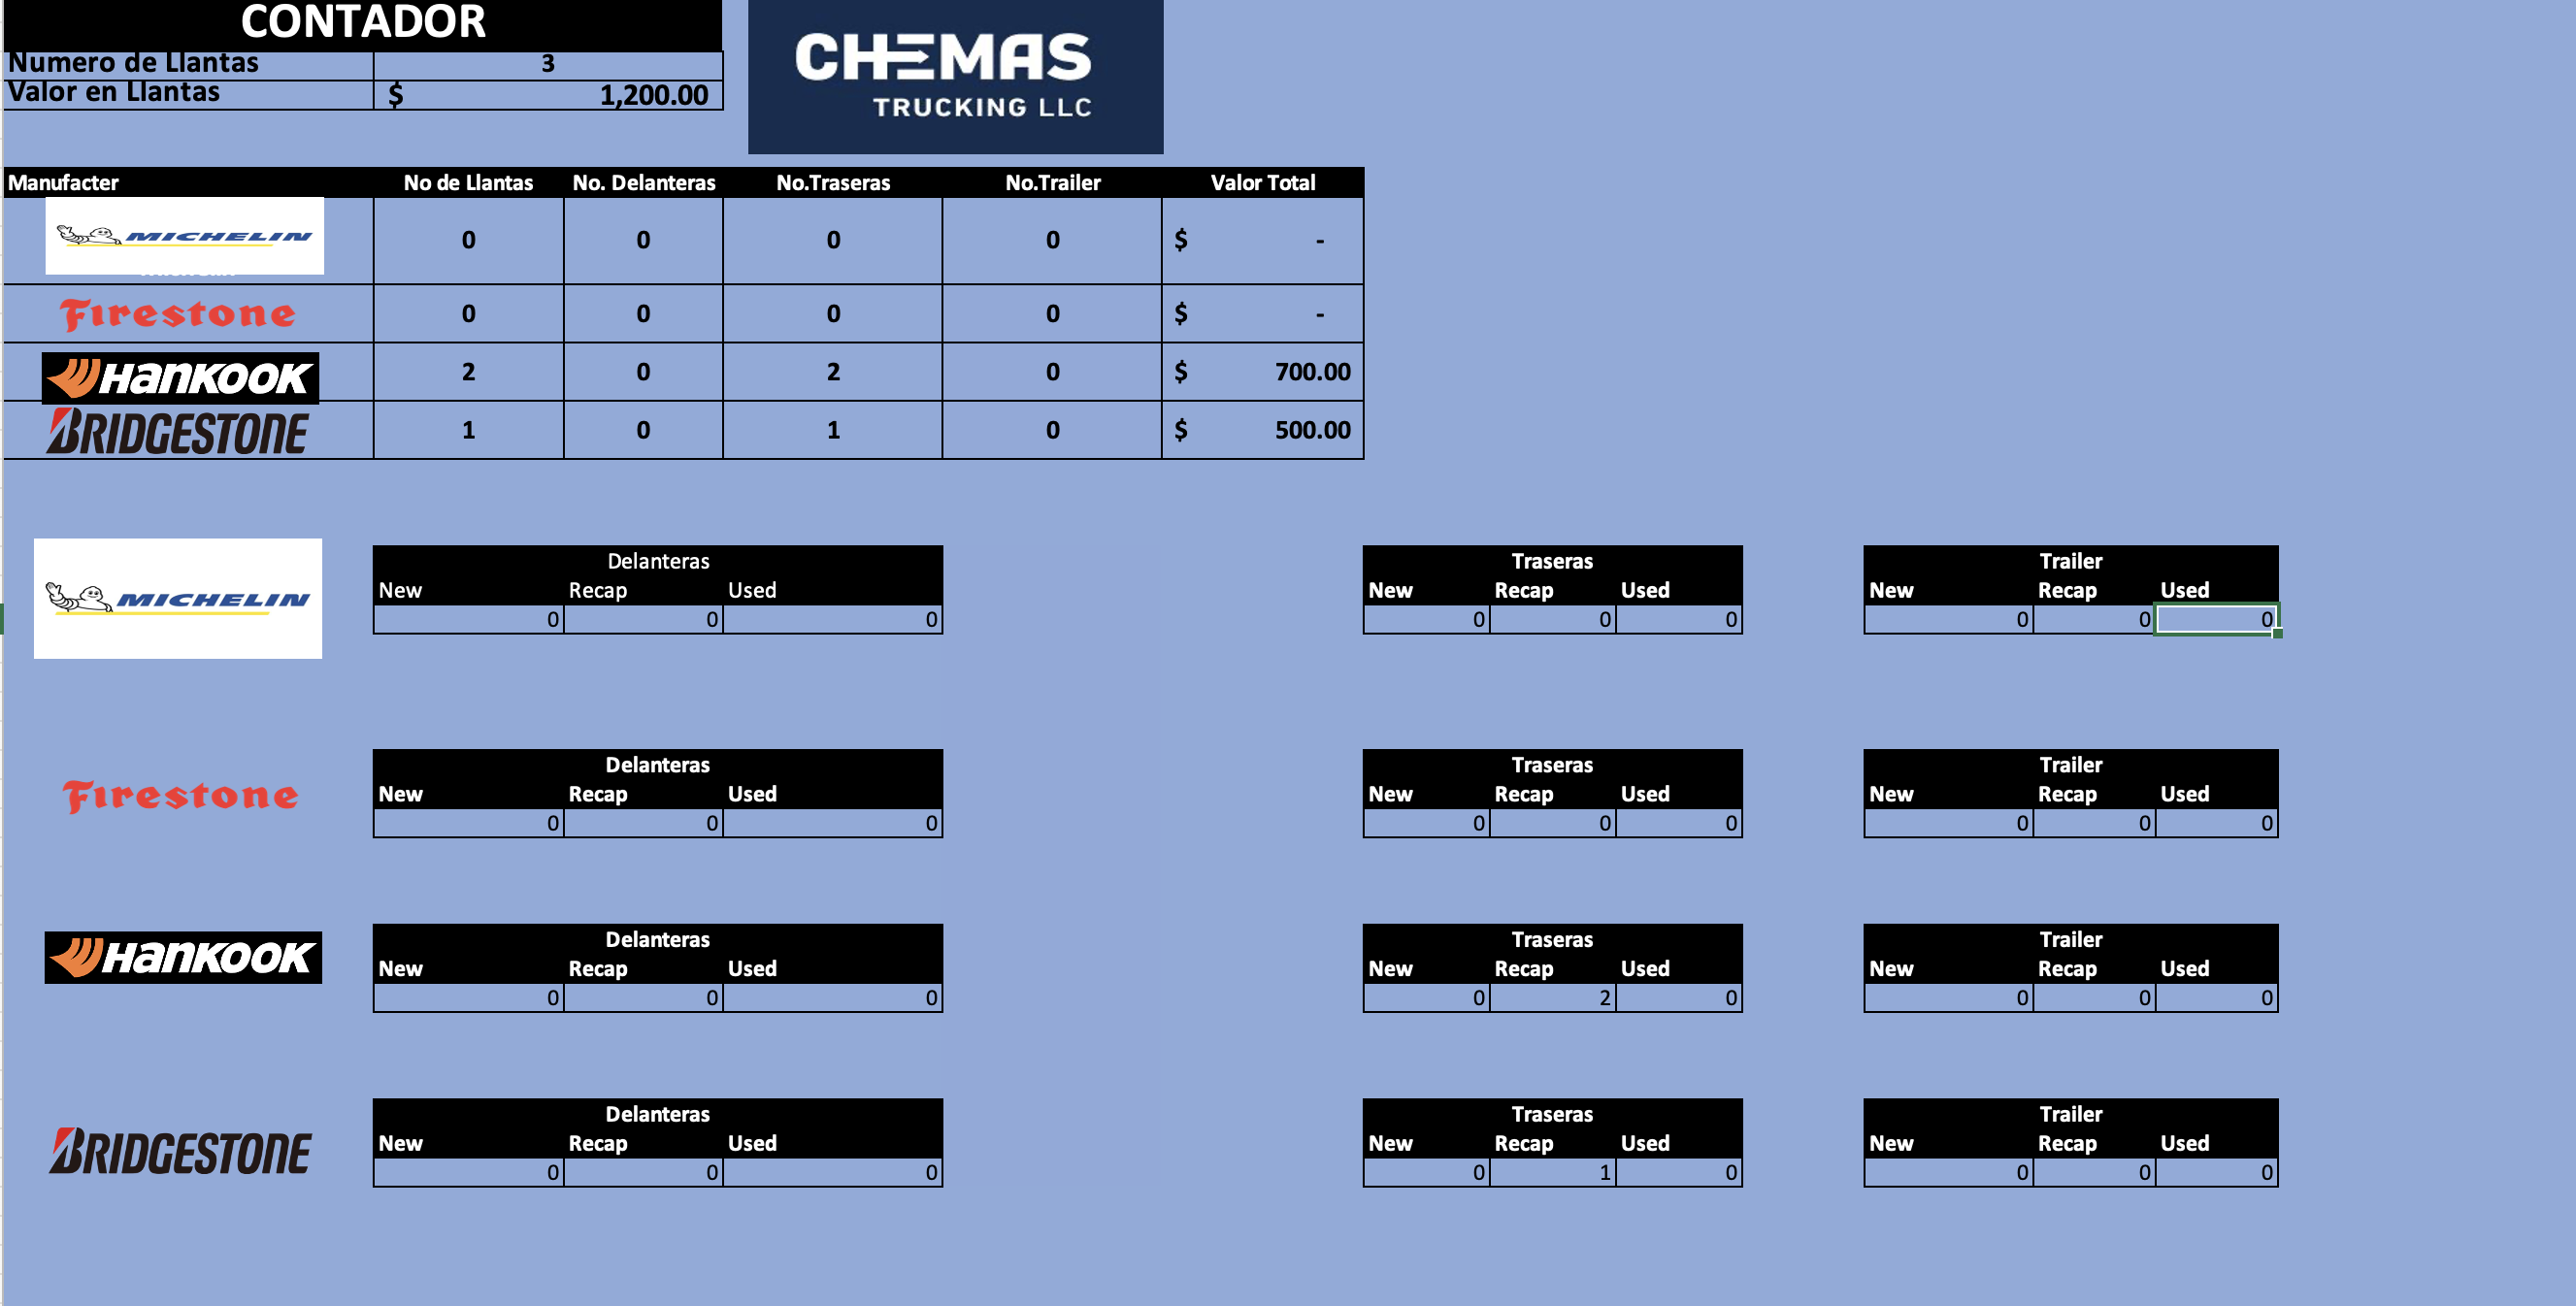 CONTADOR
Numero de Llantas 3
Valor en Llantas $ 1,200.00
CHEMAS
TRUCKING LLC
Manufacter No de Llantas No. Delanteras No.Traseras No.Trailer Valor Total
MICHELIN 0 0 0 0 $ -
Firestone 0 0 0 0 $ -
HANKOOK 2 0 2 0 $ 700.00
BRIDGESTONE 1 0 1 0 $ 500.00
MICHELIN
Delanteras Traseras Trailer
New Recap Used New Recap Used New Recap Used
0 0 0 0 0 0 0 0 0
Firestone
Delanteras Traseras Trailer
New Recap Used New Recap Used New Recap Used
0 0 0 0 0 0 0 0 0
HANKOOK
Delanteras Traseras Trailer
New Recap Used New Recap Used New Recap Used
0 0 0 0 2 0 0 0 0
BRIDGESTONE
Delanteras Traseras Trailer
New Recap Used New Recap Used New Recap Used
0 0 0 0 1 0 0 0 0